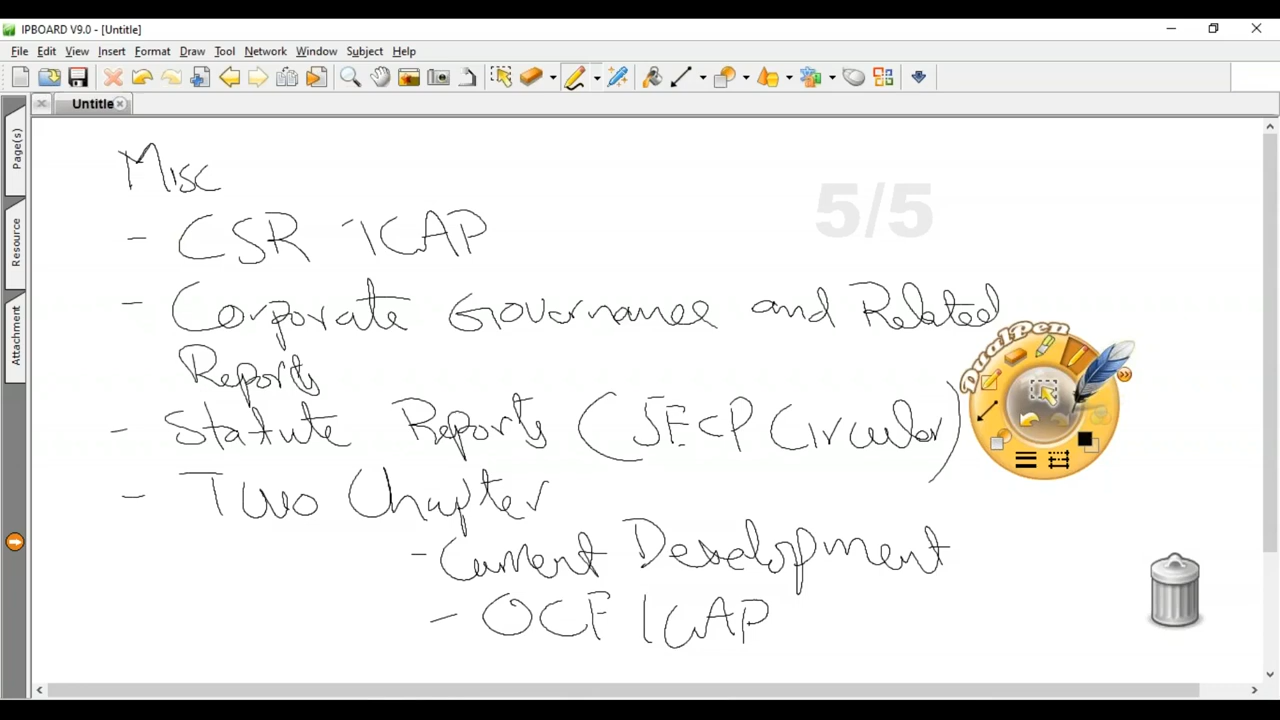 IPBOARD V9.0 - [Untitle]
File Edit View Insert Format Draw Tool Network Window Subject Help
Untitle
Page(s)
Resource
Attachment
5/5
Misc
- CSR ICAP
- Corporate Governance and Related
Reports
- Statute Reports (SECP Circular)
- Two Chapter
- Current Development
- OCF ICAP
DualPen